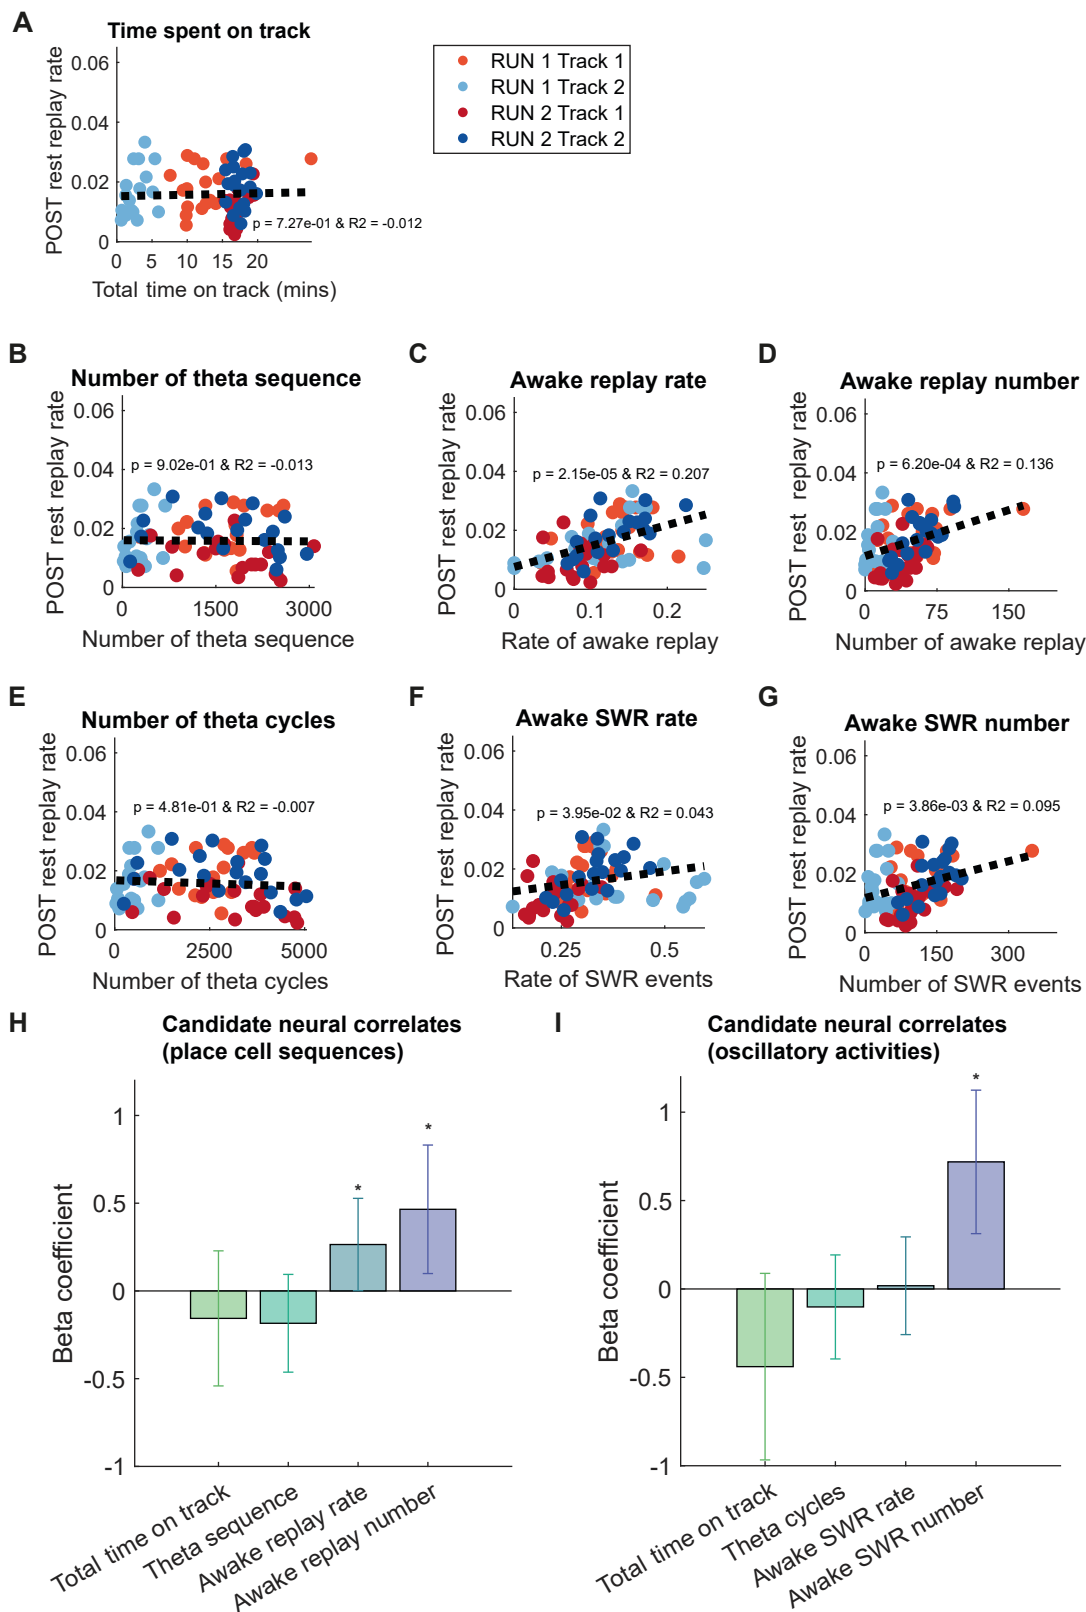 A
Time spent on track
POST rest replay rate
0.06
0.04
0.02
0
p = 7.27e-01 & R2 = -0.012
0 5 10 15 20
Total time on track (mins)
RUN 1 Track 1
RUN 1 Track 2
RUN 2 Track 1
RUN 2 Track 2
B
Number of theta sequence
POST rest replay rate
0.06
0.04
0.02
0
p = 9.02e-01 & R2 = -0.013
0 1500 3000
Number of theta sequence
C
Awake replay rate
POST rest replay rate
0.06
0.04
0.02
0
p = 2.15e-05 & R2 = 0.207
0 0.1 0.2
Rate of awake replay
D
Awake replay number
POST rest replay rate
0.06
0.04
0.02
0
p = 6.20e-04 & R2 = 0.136
0 75 150
Number of awake replay
E
Number of theta cycles
POST rest replay rate
0.06
0.04
0.02
0
p = 4.81e-01 & R2 = -0.007
0 2500 5000
Number of theta cycles
F
Awake SWR rate
POST rest replay rate
0.06
0.04
0.02
0
p = 3.95e-02 & R2 = 0.043
0.25 0.5
Rate of SWR events
G
Awake SWR number
POST rest replay rate
0.06
0.04
0.02
0
p = 3.86e-03 & R2 = 0.095
0 150 300
Number of SWR events
H
Candidate neural correlates
(place cell sequences)
Beta coefficient
1
0.5
0
-0.5
-1
*
*
Total time on track
Theta sequence
Awake replay rate
Awake replay number
I
Candidate neural correlates
(oscillatory activities)
Beta coefficient
1
0.5
0
-0.5
-1
*
Total time on track
Theta cycles
Awake SWR rate
Awake SWR number